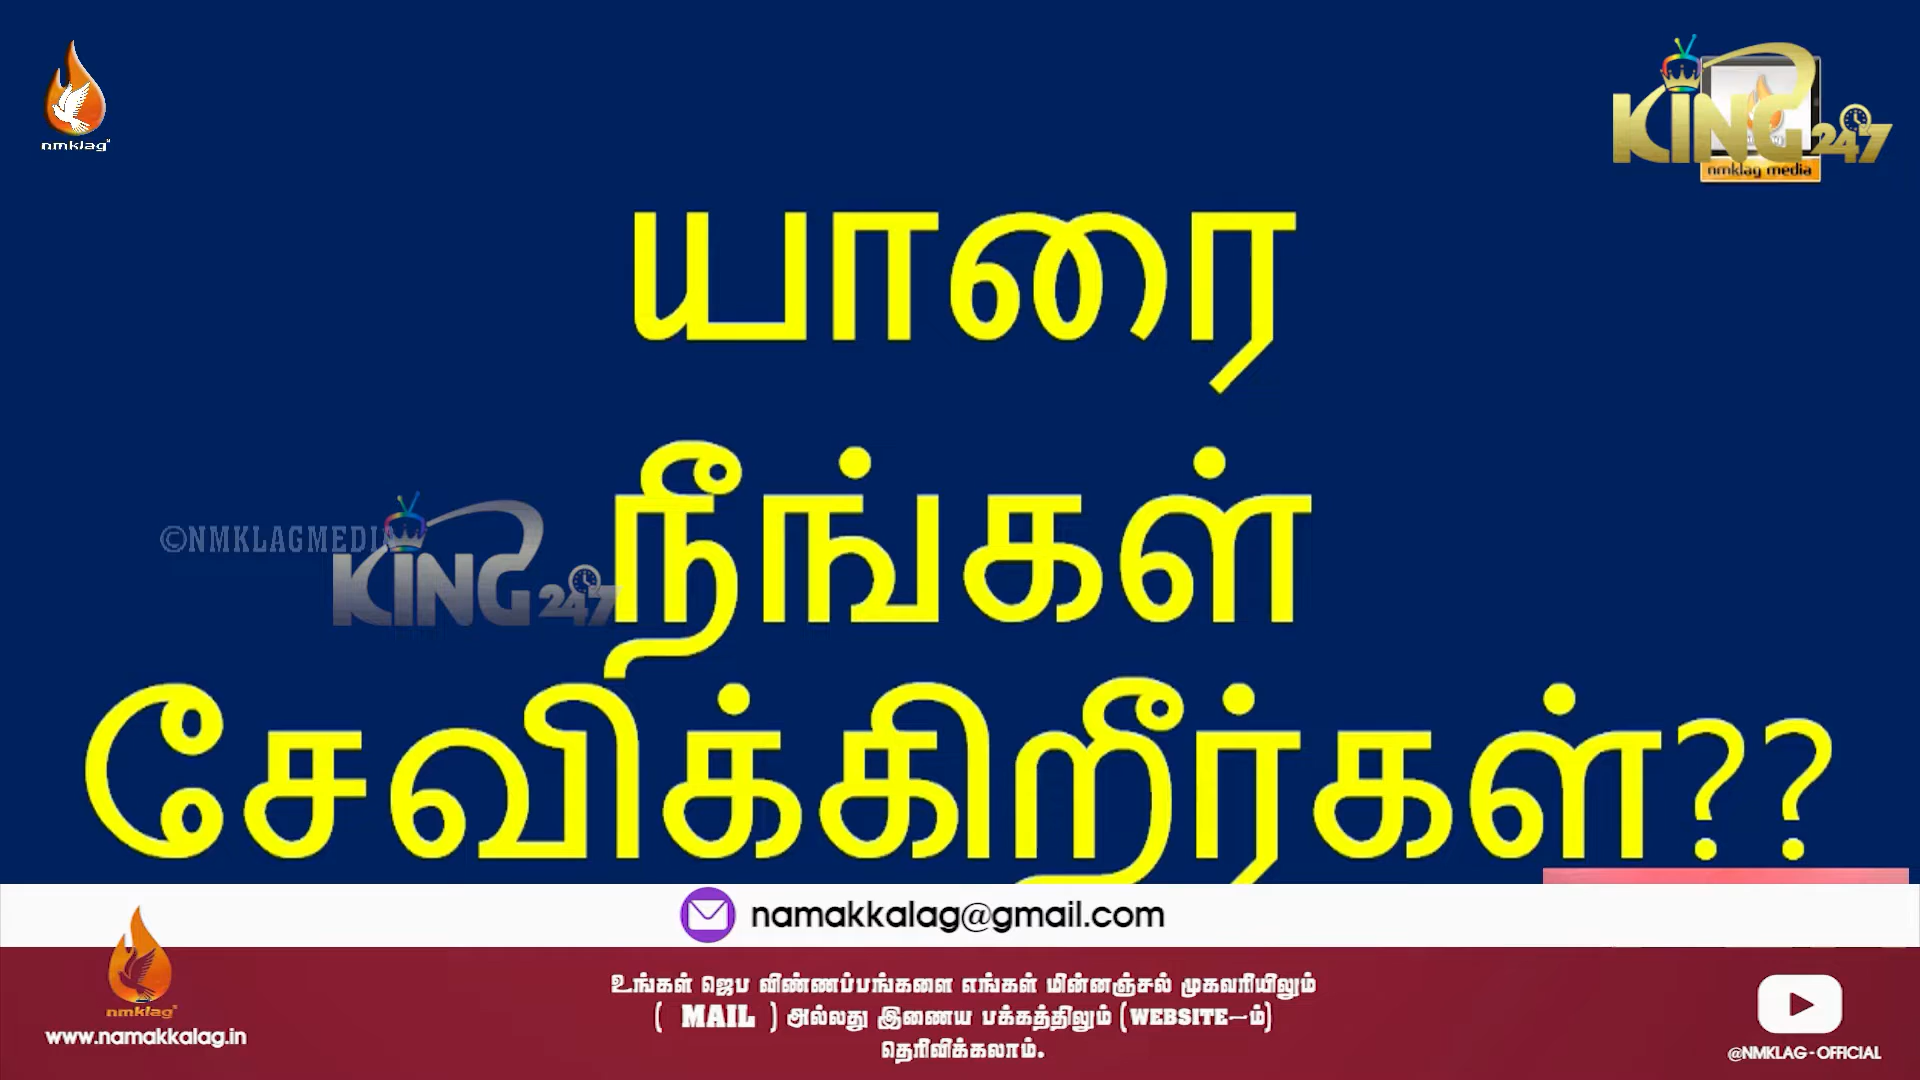 nmklag
KING 247
nmklag media
யாரை
நீங்கள்
©NMKLAGMEDIA
KING 247
சேவிக்கிறீர்கள்??
namakkalag@gmail.com
nmklag
www.namakkalag.in
உங்கள் ஜெப விண்ணப்பங்களை எங்கள் மின்னஞ்சல் முகவரியிலும்
( MAIL ) அல்லது இணைய பக்கத்திலும் (WEBSITE-ம்)
தெரிவிக்கலாம்.
@NMKLAG - OFFICIAL